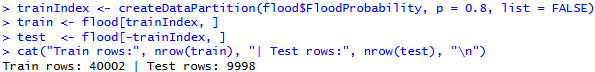 > trainIndex <- createDataPartition(flood$FloodProbability, p = 0.8, list = FALSE)
> train <- flood[trainIndex, ]
> test  <- flood[-trainIndex, ]
> cat("Train rows:", nrow(train), "| Test rows:", nrow(test), "\n")
Train rows: 40002 | Test rows: 9998